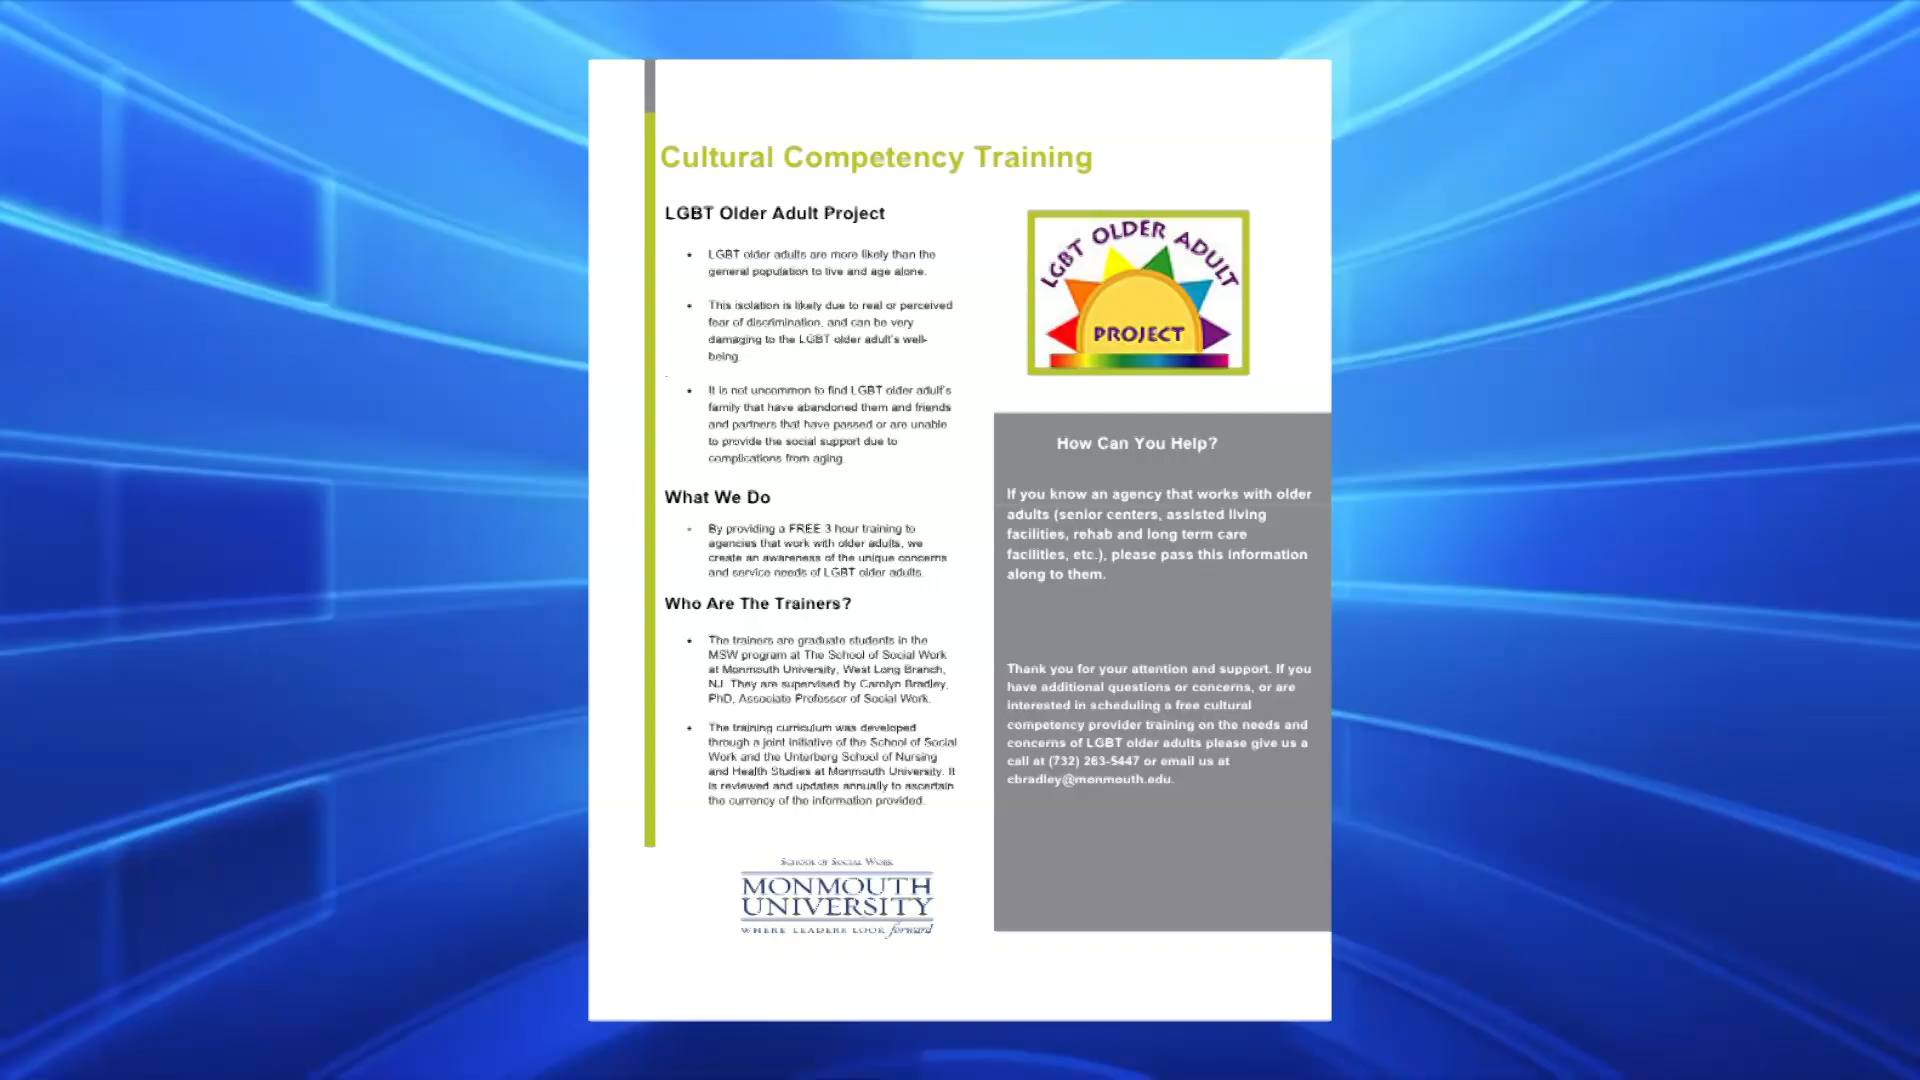 Cultural Competency Training
LGBT Older Adult Project
LGBT older adults are more likely than the
general population to live and age alone.
This isolation is likely due to real or perceived
fear of discrimination, and can be very
damaging to the LGBT older adult's well-
being.
It is not uncommon to find LGBT older adult's
family that have abandoned them and friends
and partners that have passed or are unable
to provide the social support due to
complications from aging.
What We Do
By providing a FREE 3 hour training to
agencies that work with older adults, we
create an awareness of the unique concerns
and service needs of LGBT older adults.
Who Are The Trainers?
The trainers are graduate students in the
MSW program at The School of Social Work
at Monmouth University, West Long Branch,
NJ. They are supervised by Carolyn Bradley,
PhD, Associate Professor of Social Work.
The training curriculum was developed
through a joint initiative of the School of Social
Work and the Unterberg School of Nursing
and Health Studies at Monmouth University. It
is reviewed and updates annually to ascertain
the currency of the information provided.
SCHOOL OF SOCIAL WORK
MONMOUTH
UNIVERSITY
WHERE LEADERS LOOK forward
LGBT OLDER ADULT
PROJECT
How Can You Help?
If you know an agency that works with older
adults (senior centers, assisted living
facilities, rehab and long term care
facilities, etc.), please pass this information
along to them.
Thank you for your attention and support. If you
have additional questions or concerns, or are
interested in scheduling a free cultural
competency provider training on the needs and
concerns of LGBT older adults please give us a
call at (732) 263-5447 or email us at
cbradley@monmouth.edu.